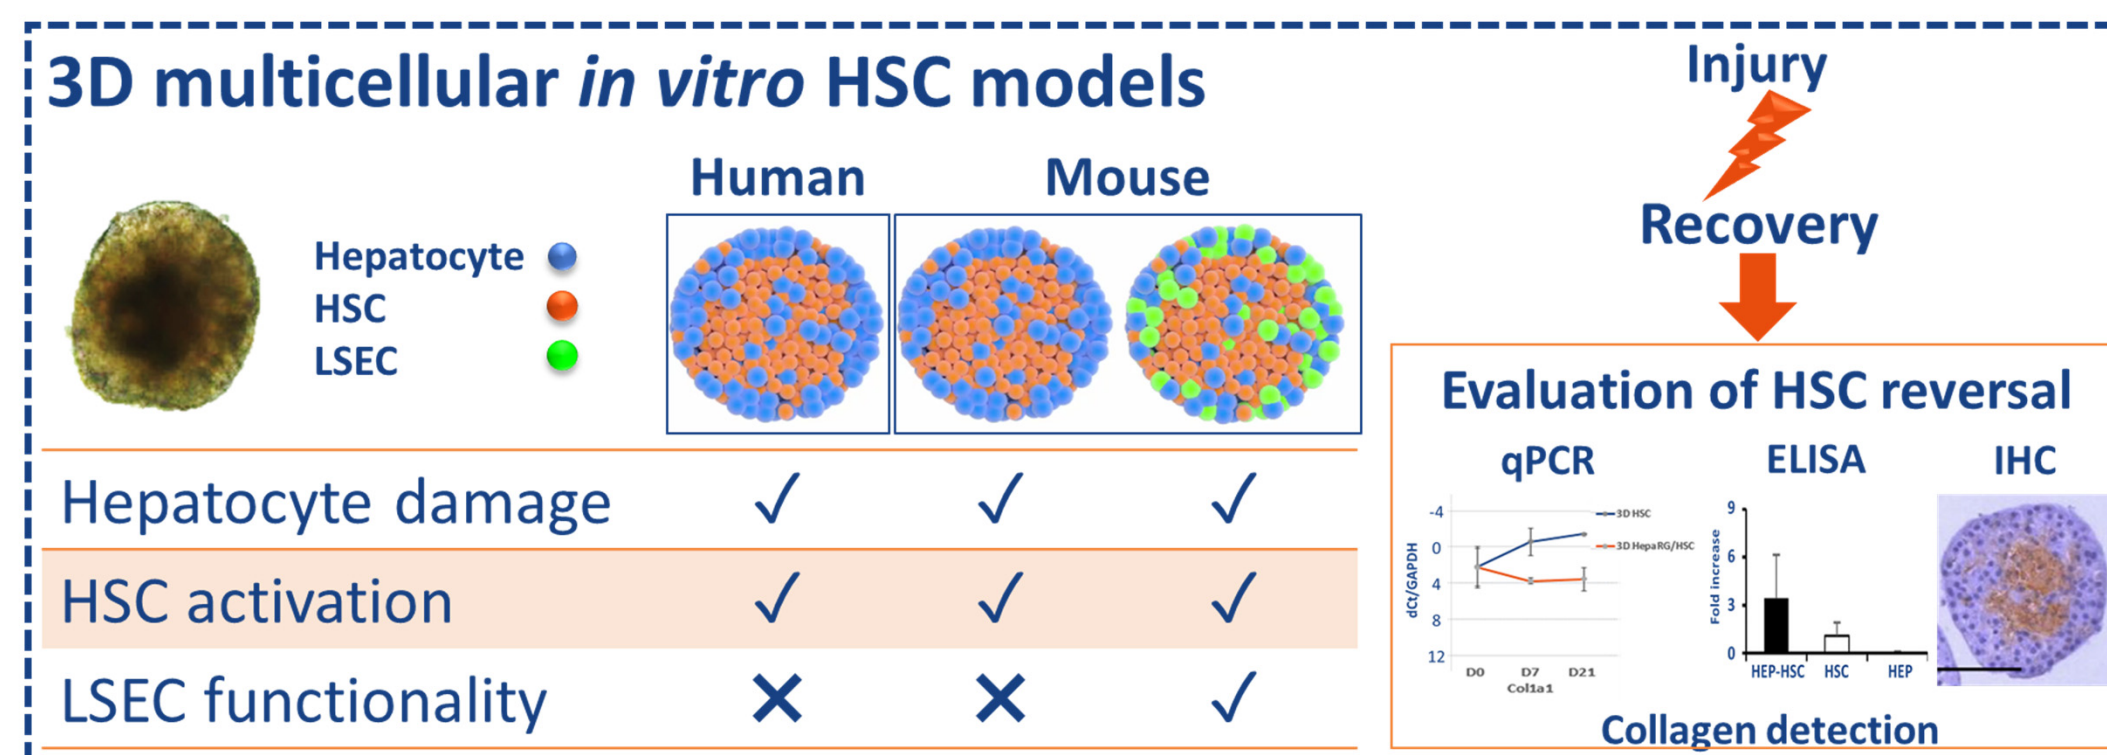 3D multicellular in vitro HSC models
Human
Mouse
Hepatocyte
HSC
LSEC
Hepatocyte damage
HSC activation
LSEC functionality
Injury
Recovery
Evaluation of HSC reversal
qPCR
ELISA
IHC
dCt/GAPDH
-4
0
4
8
12
D0 D7 D21
Col1a1
3D HSC
3D HepaRG/HSC
Fold increase
9
6
3
0
HEP-HSC HSC HEP
Collagen detection